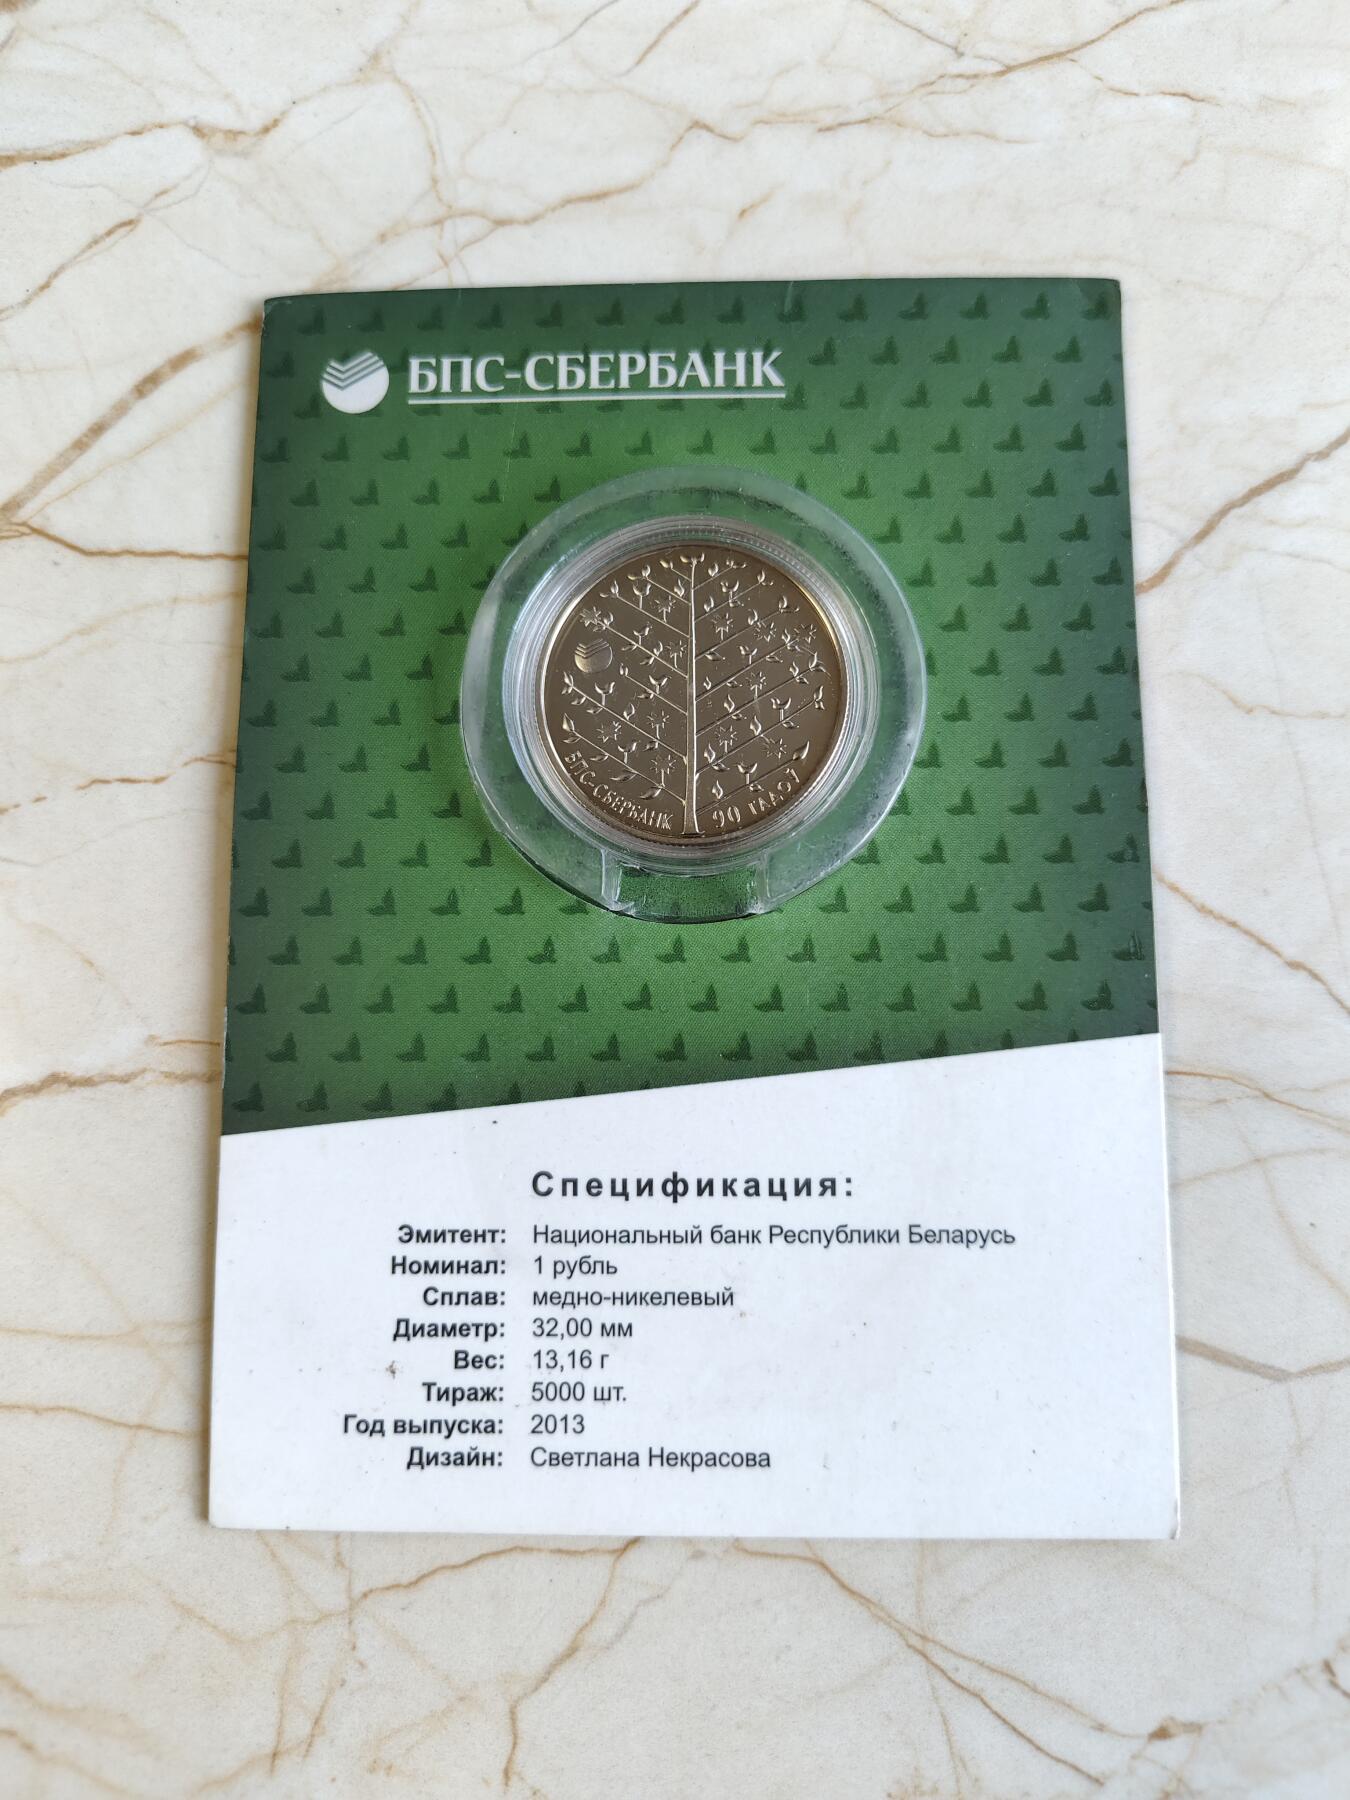 БПС-СБЕРБАНК
БПС-СБЕРБАНК 90 ГАДОЎ
Спецификация:
Эмитент: Национальный банк Республики Беларусь
Номинал: 1 рубль
Сплав: медно-никелевый
Диаметр: 32,00 мм
Вес: 13,16 г
Тираж: 5000 шт.
Год выпуска: 2013
Дизайн: Светлана Некрасова